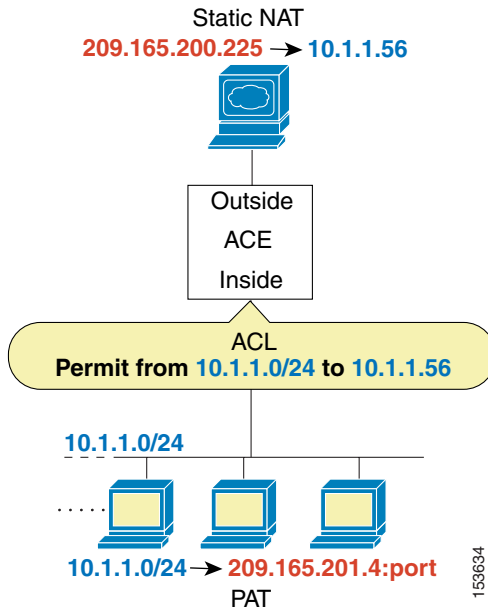 Static NAT
209.165.200.225 → 10.1.1.56
Outside
ACE
Inside
ACL
Permit from 10.1.1.0/24 to 10.1.1.56
10.1.1.0/24
10.1.1.0/24 → 209.165.201.4:port
PAT
153634